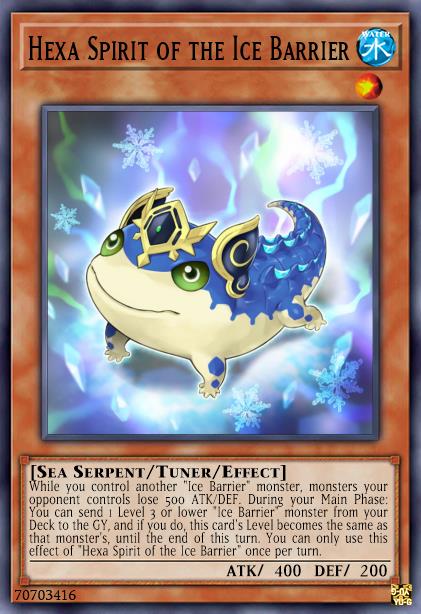 Hexa Spirit of the Ice Barrier
WATER
水
[Sea Serpent/Tuner/Effect]
While you control another "Ice Barrier" monster, monsters your
opponent controls lose 500 ATK/DEF. During your Main Phase:
You can send 1 Level 3 or lower "Ice Barrier" monster from your
Deck to the GY, and if you do, this card's Level becomes the same as
that monster's, until the end of this turn. You can only use this
effect of "Hexa Spirit of the Ice Barrier" once per turn.
ATK/ 400 DEF/ 200
70703416